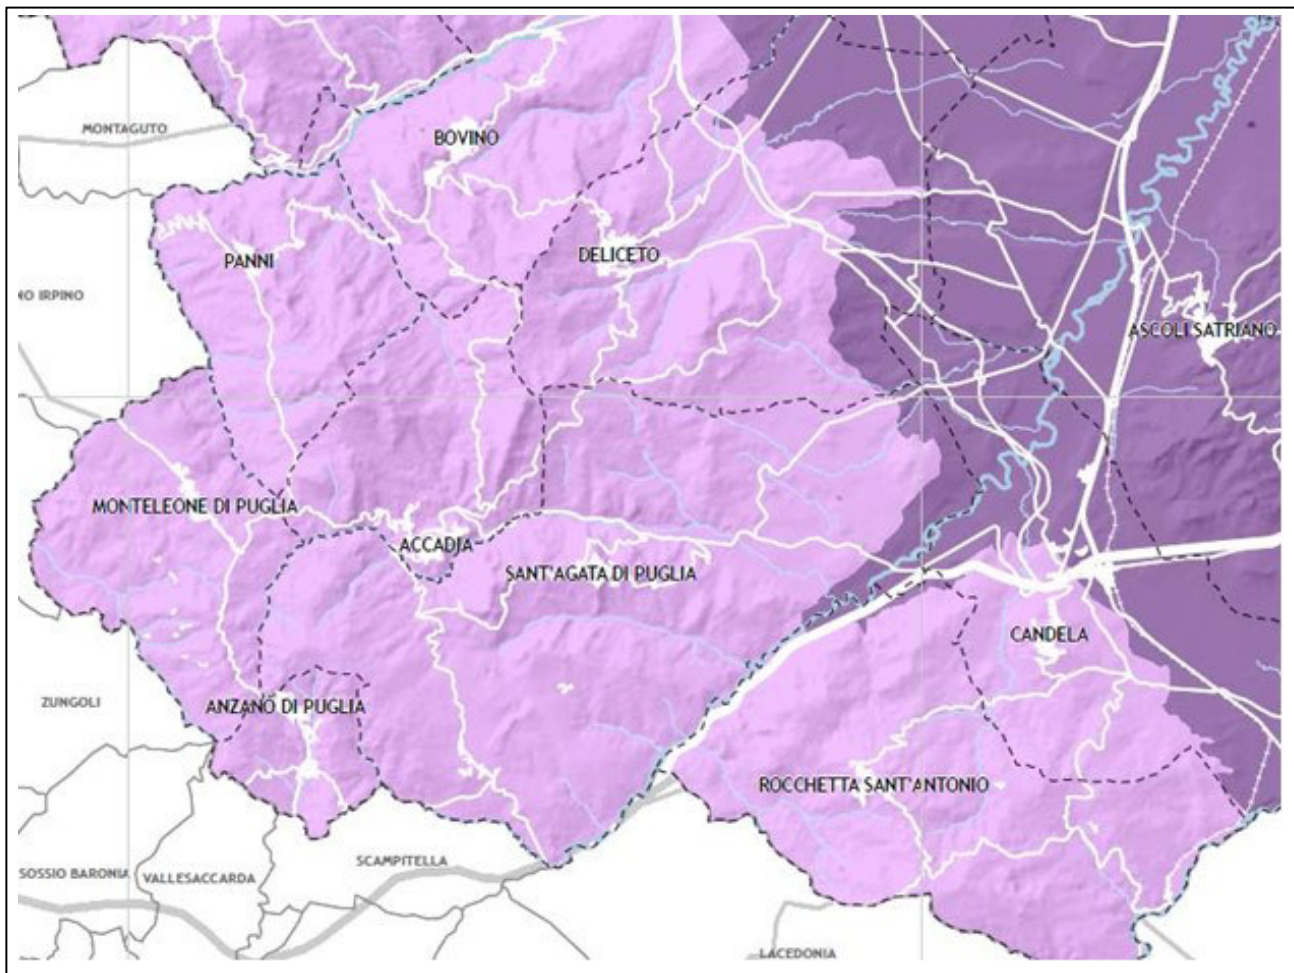 MONTAGUTO
BOVINO
PANNI
DELICETO
NO IRPINO
ASCOLI SATRIANO
MONTELEONE DI PUGLIA
ACCADIA
SANT'AGATA DI PUGLIA
CANDELA
ZUNGOLI
ANZANO DI PUGLIA
ROCCHETTA SANT'ANTONIO
SCAMPITELLA
SOSSIO BARONIA
VALLESACCARDA
LACEDONIA